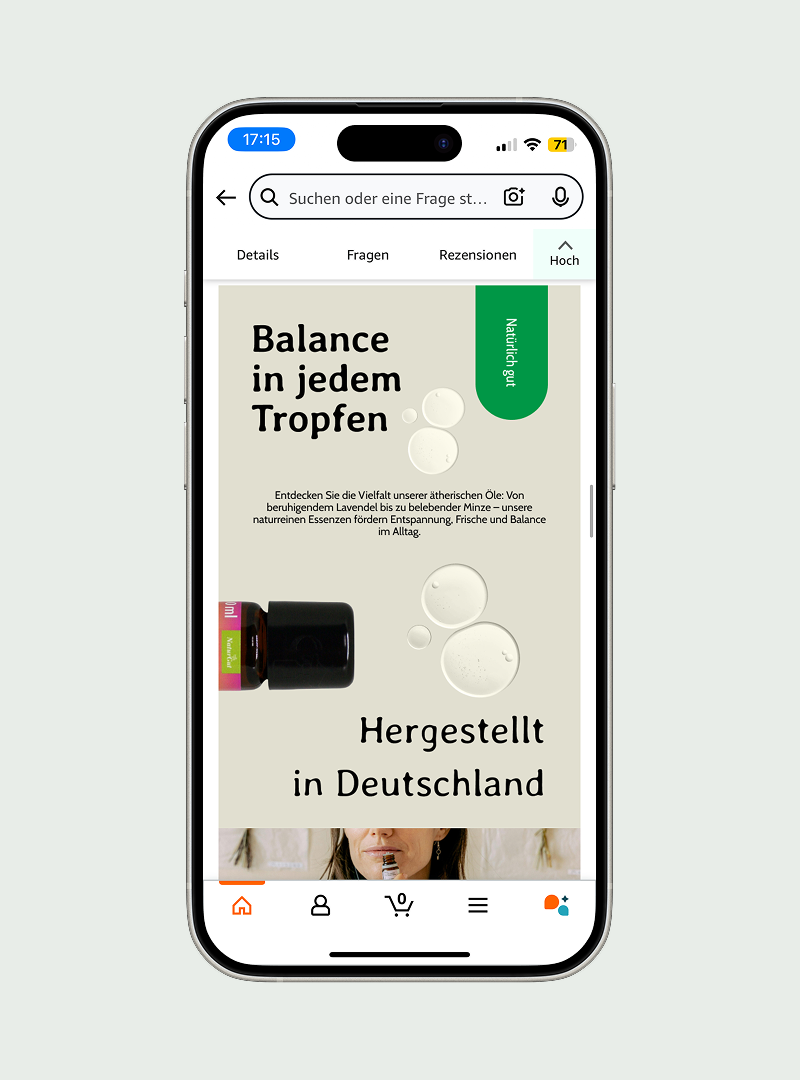 17:15
71
Suchen oder eine Frage st...
Details
Fragen
Rezensionen
Hoch
Balance
in jedem
Tropfen
Natürlich gut
Entdecken Sie die Vielfalt unserer ätherischen Öle: Von
beruhigendem Lavendel bis zu belebender Minze – unsere
naturreinen Essenzen fördern Entspannung, Frische und Balance
im Alltag.
0ml
NaturGut
Hergestellt
in Deutschland
0